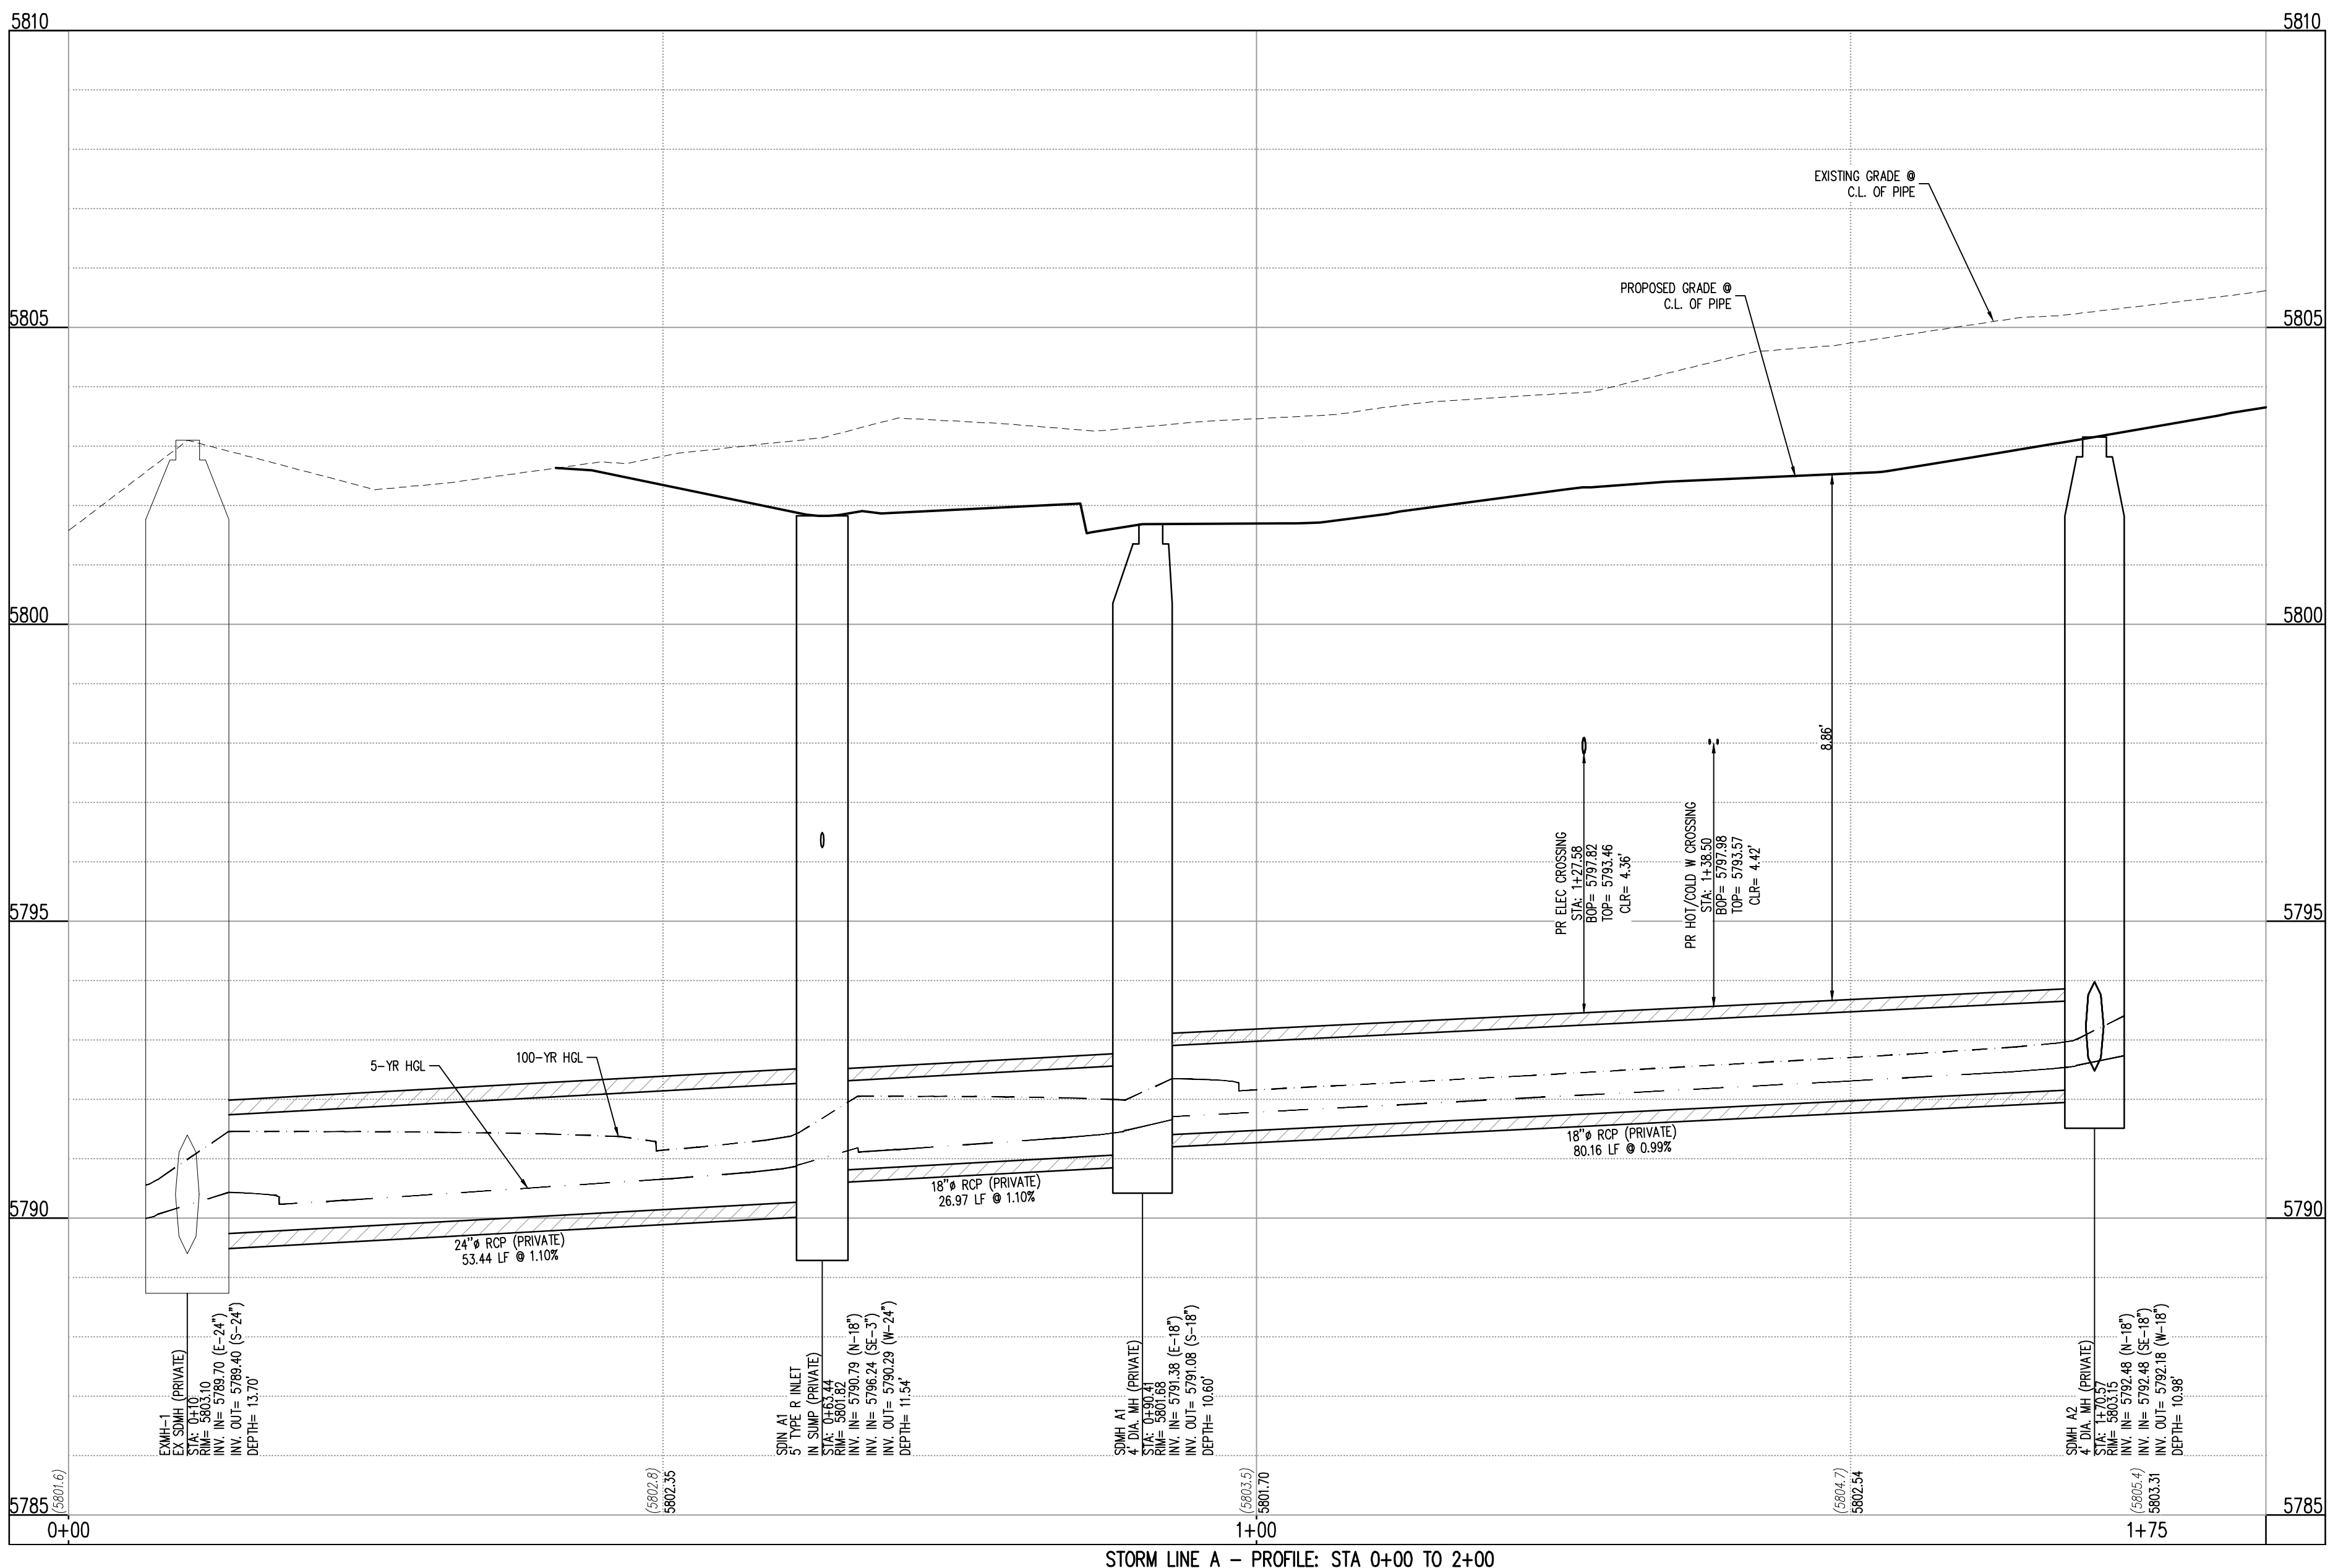 5810
5810
EXISTING GRADE @
C.L. OF PIPE
PROPOSED GRADE @
C.L. OF PIPE
5805
5805
5800
5800
8.86'
PR ELEC CROSSING
STA: 1+27.58
BOP= 5797.82
TOP= 5793.46
CLR= 4.36'
PR HOT/COLD W CROSSING
STA: 1+38.50
BOP= 5797.98
TOP= 5793.57
CLR= 4.42'
5795
5795
5-YR HGL
100-YR HGL
18"ø RCP (PRIVATE)
80.16 LF @ 0.99%
18"ø RCP (PRIVATE)
26.97 LF @ 1.10%
5790
5790
24"ø RCP (PRIVATE)
53.44 LF @ 1.10%
EXMH-1
EX SDMH (PRIVATE)
STA: 0+10
RIM= 5803.10
INV. IN= 5789.70 (E-24")
INV. OUT= 5789.40 (S-24")
DEPTH= 13.70'
SDIN A1
5' TYPE R INLET
IN SUMP (PRIVATE)
STA: 0+63.44
RIM= 5801.82
INV. IN= 5790.79 (N-18")
INV. IN= 5796.24 (SE-3")
INV. OUT= 5790.29 (W-24")
DEPTH= 11.54'
SDMH A1
4' DIA. MH (PRIVATE)
STA: 0+90.41
RIM= 5801.68
INV. IN= 5791.38 (E-18")
INV. OUT= 5791.08 (S-18")
DEPTH= 10.60'
SDMH A2
4' DIA. MH (PRIVATE)
STA: 1+70.57
RIM= 5803.15
INV. IN= 5792.48 (N-18")
INV. IN= 5792.48 (SE-18")
INV. OUT= 5792.18 (W-18")
DEPTH= 10.98'
(5801.6)
(5802.8)
5802.35
(5803.5)
5801.70
(5804.7)
5802.54
(5805.4)
5803.31
5785
5785
0+00
1+00
1+75
STORM LINE A - PROFILE: STA 0+00 TO 2+00